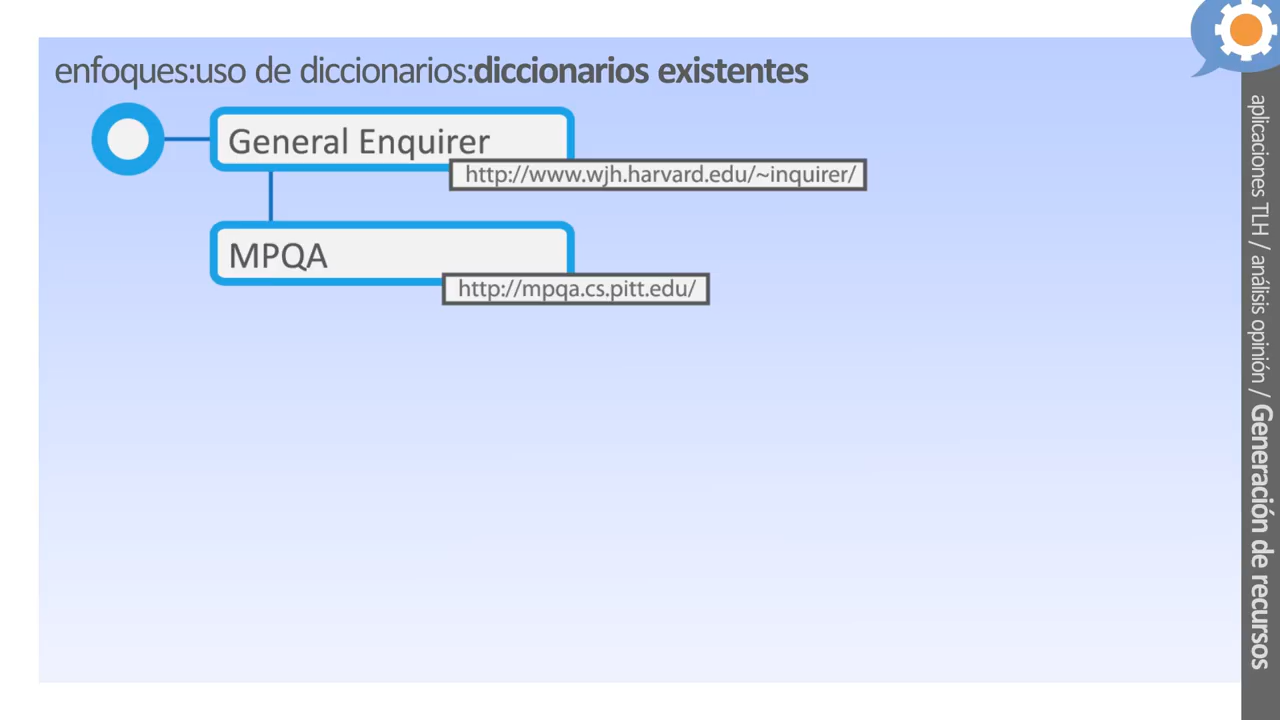 enfoques:uso de diccionarios:diccionarios existentes
General Enquirer
http://www.wjh.harvard.edu/~inquirer/
MPQA
http://mpqa.cs.pitt.edu/
aplicaciones TLH / análisis opinión / Generación de recursos